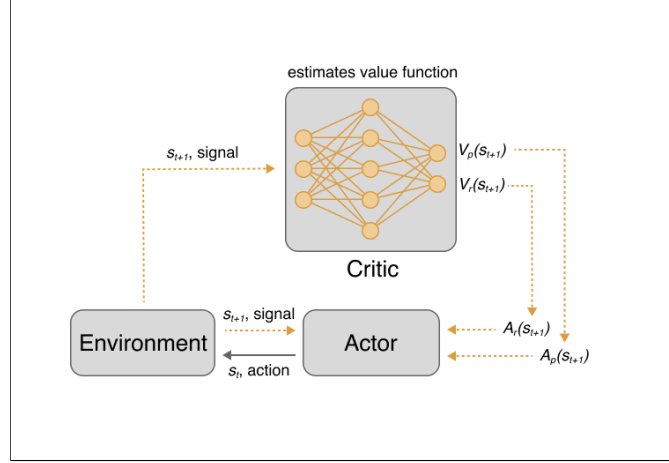 estimates value function
s_{t+1}, signal
V_p(s_{t+1})
V_r(s_{t+1})
Critic
s_{t+1}, signal
A_r(s_{t+1})
Environment
Actor
A_p(s_{t+1})
s_t, action